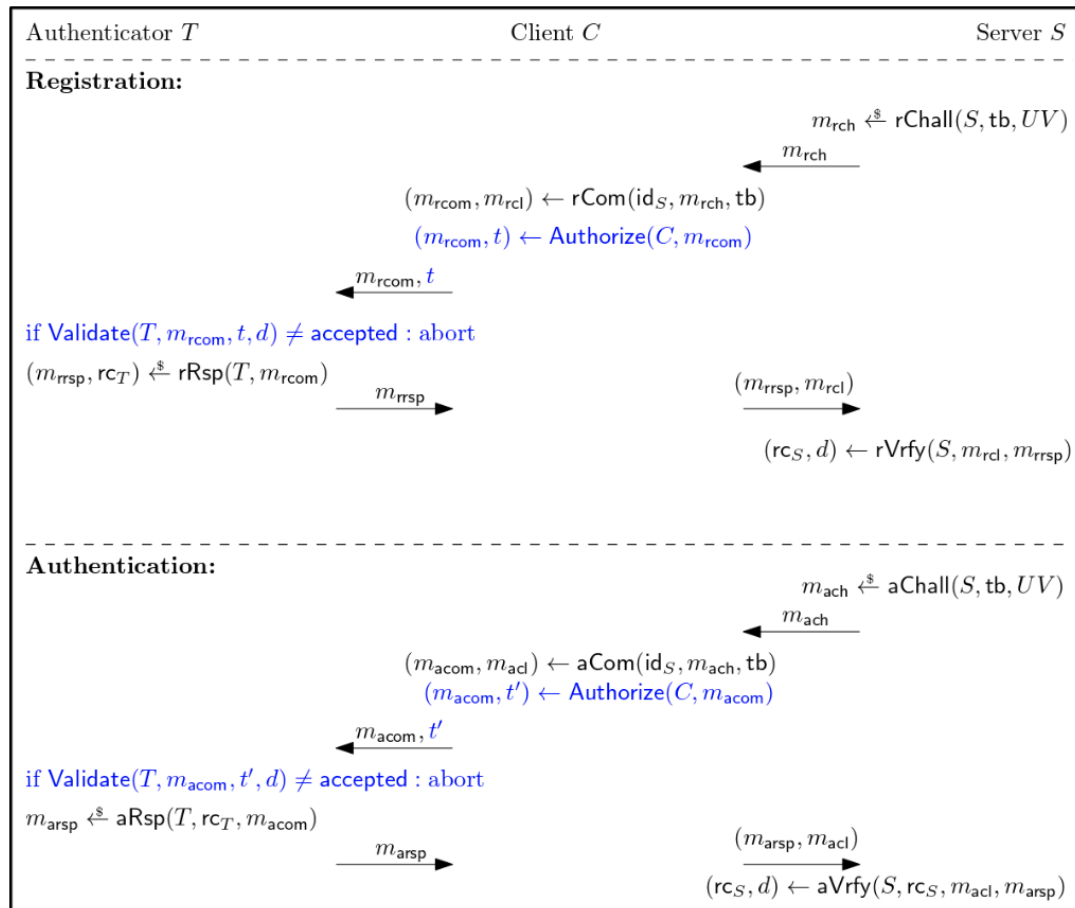 Authenticator T Client C Server S
Registration:
m_rch ←$ rChall(S, tb, UV)
m_rch
(m_rcom, m_rcl) ← rCom(id_S, m_rch, tb)
(m_rcom, t) ← Authorize(C, m_rcom)
m_rcom, t
if Validate(T, m_rcom, t, d) ≠ accepted : abort
(m_rrsp, rc_T) ←$ rRsp(T, m_rcom)
m_rrsp
(m_rrsp, m_rcl)
(rc_S, d) ← rVrfy(S, m_rcl, m_rrsp)
Authentication:
m_ach ←$ aChall(S, tb, UV)
m_ach
(m_acom, m_acl) ← aCom(id_S, m_ach, tb)
(m_acom, t′) ← Authorize(C, m_acom)
m_acom, t′
if Validate(T, m_acom, t′, d) ≠ accepted : abort
m_arsp ←$ aRsp(T, rc_T, m_acom)
m_arsp
(m_arsp, m_acl)
(rc_S, d) ← aVrfy(S, rc_S, m_acl, m_arsp)